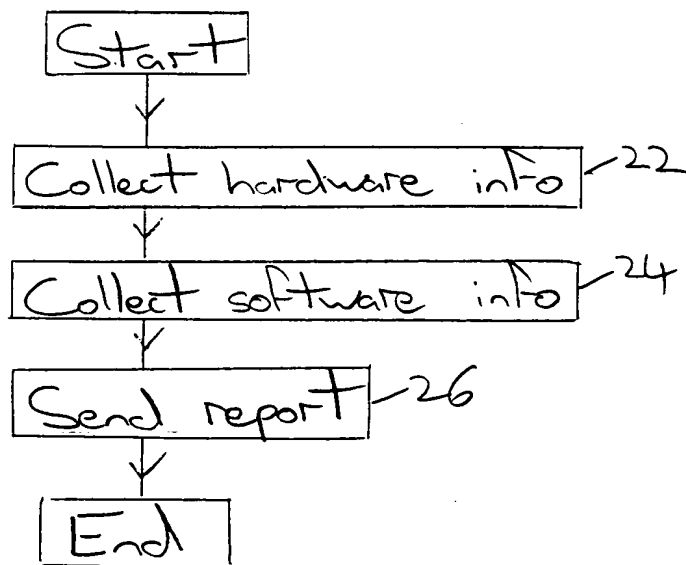 Start
Collect hardware info 22
Collect software info 24
Send report 26
End